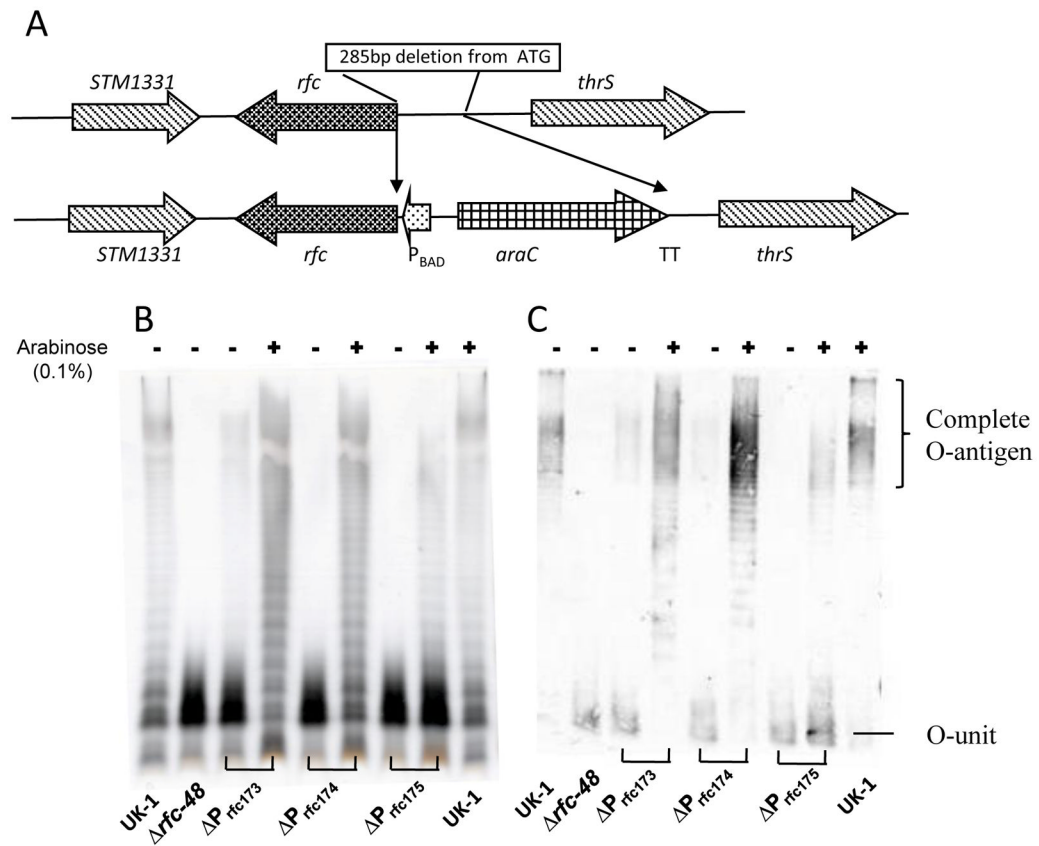 A
285bp deletion from ATG
STM1331 rfc thrS
STM1331 rfc PBAD araC TT thrS
B C
Arabinose
(0.1%)
- - - + - + - + +
- - - + - + - + +
Complete
O-antigen
O-unit
UK-1 Δrfc-48 ΔPrfc173 ΔPrfc174 ΔPrfc175 UK-1
UK-1 Δrfc-48 ΔPrfc173 ΔPrfc174 ΔPrfc175 UK-1